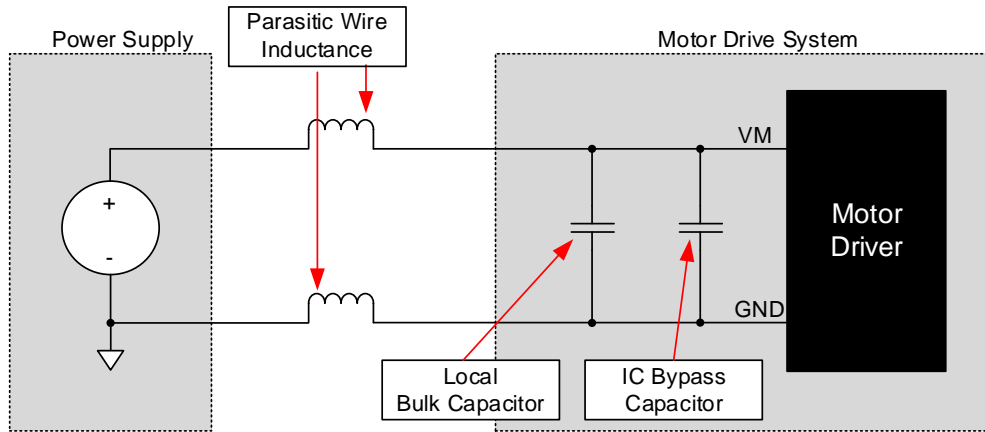 Power Supply
Parasitic Wire
Inductance
Motor Drive System
VM
+
-
Motor
Driver
GND
Local
Bulk Capacitor
IC Bypass
Capacitor